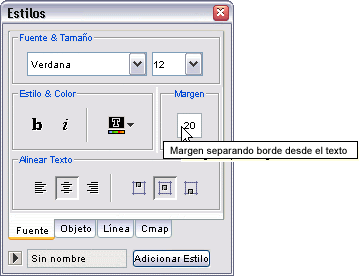 Estilos
Fuente & Tamaño
Verdana 12
Estilo & Color Margen
b i T 20
Margen separando borde desde el texto
Alinear Texto
Fuente Objeto Línea Cmap
Sin nombre Adicionar Estilo